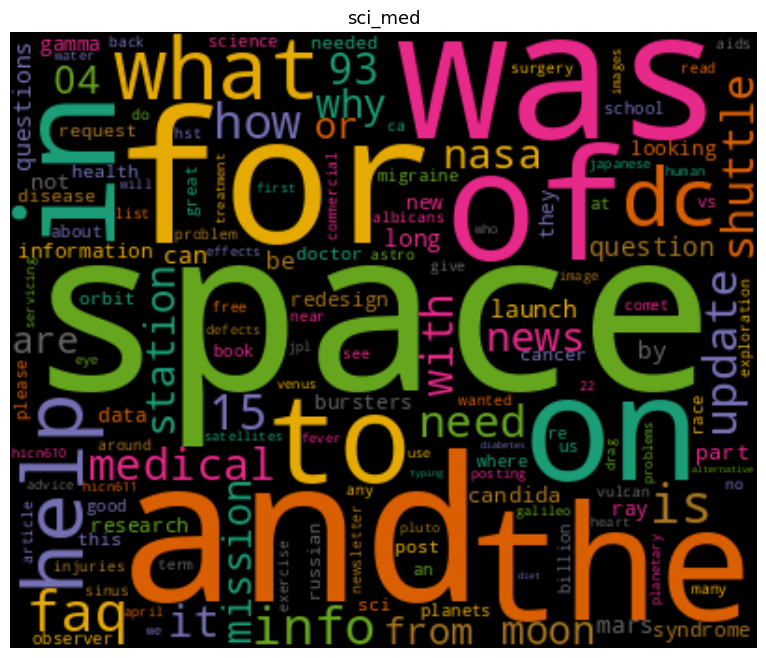 sci_med
gamma back science needed aids
water
what 93 was surgery images read
questions 04 why school shuttle
in do how or ca
request hst nasa looking
for of japanese human
not health will migraine dc vs
disease treatment first commercial new at
list great albicans they
about problem long who
information can effects doctor astro question
be give
servicing space image
orbit free redesign launch comet update exploration
station near with news
are defects by
eye book jpl see cancer
please venus 22 race
data 15 bursters need wanted on
help satellites to re us drag problems
hicn610 around fever diabetes part
medical use where alternative
advice hicn611 typing posting no
any candida vulcan
article good and the ray is
research mission galileo heart
this pluto
injuries term exercise russian newsletter post billion planetary
an
sinus diet many
faq april sci planets
we it info from moon mars syndrome
observer